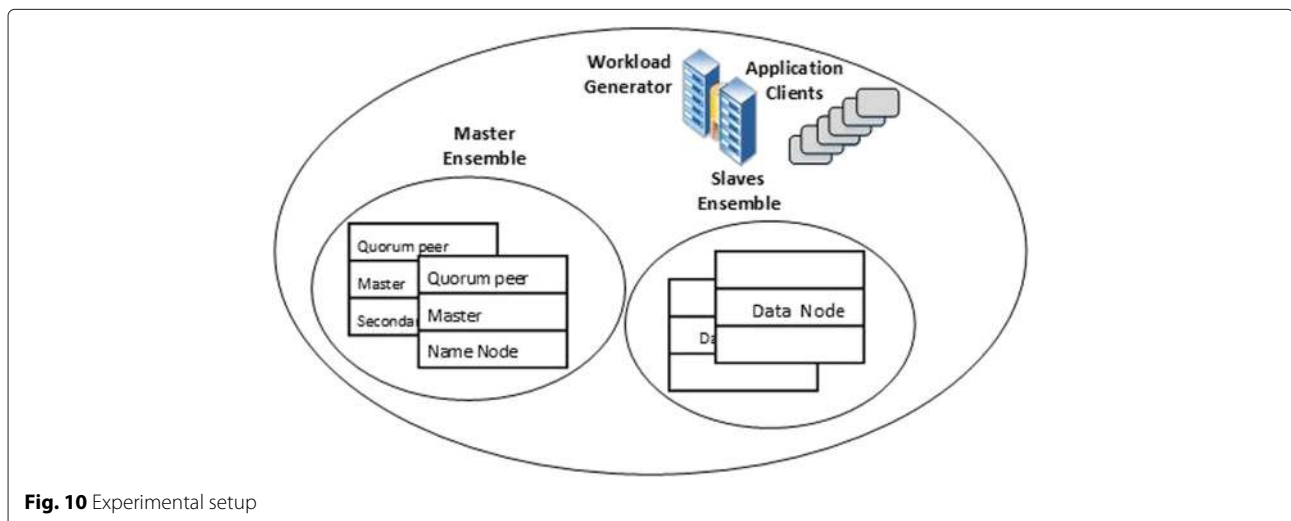 Workload
Generator
Application
Clients
Master
Ensemble
Slaves
Ensemble
Quorum peer
Master
Quorum peer
Master
Name Node
Data Node
Fig. 10 Experimental setup